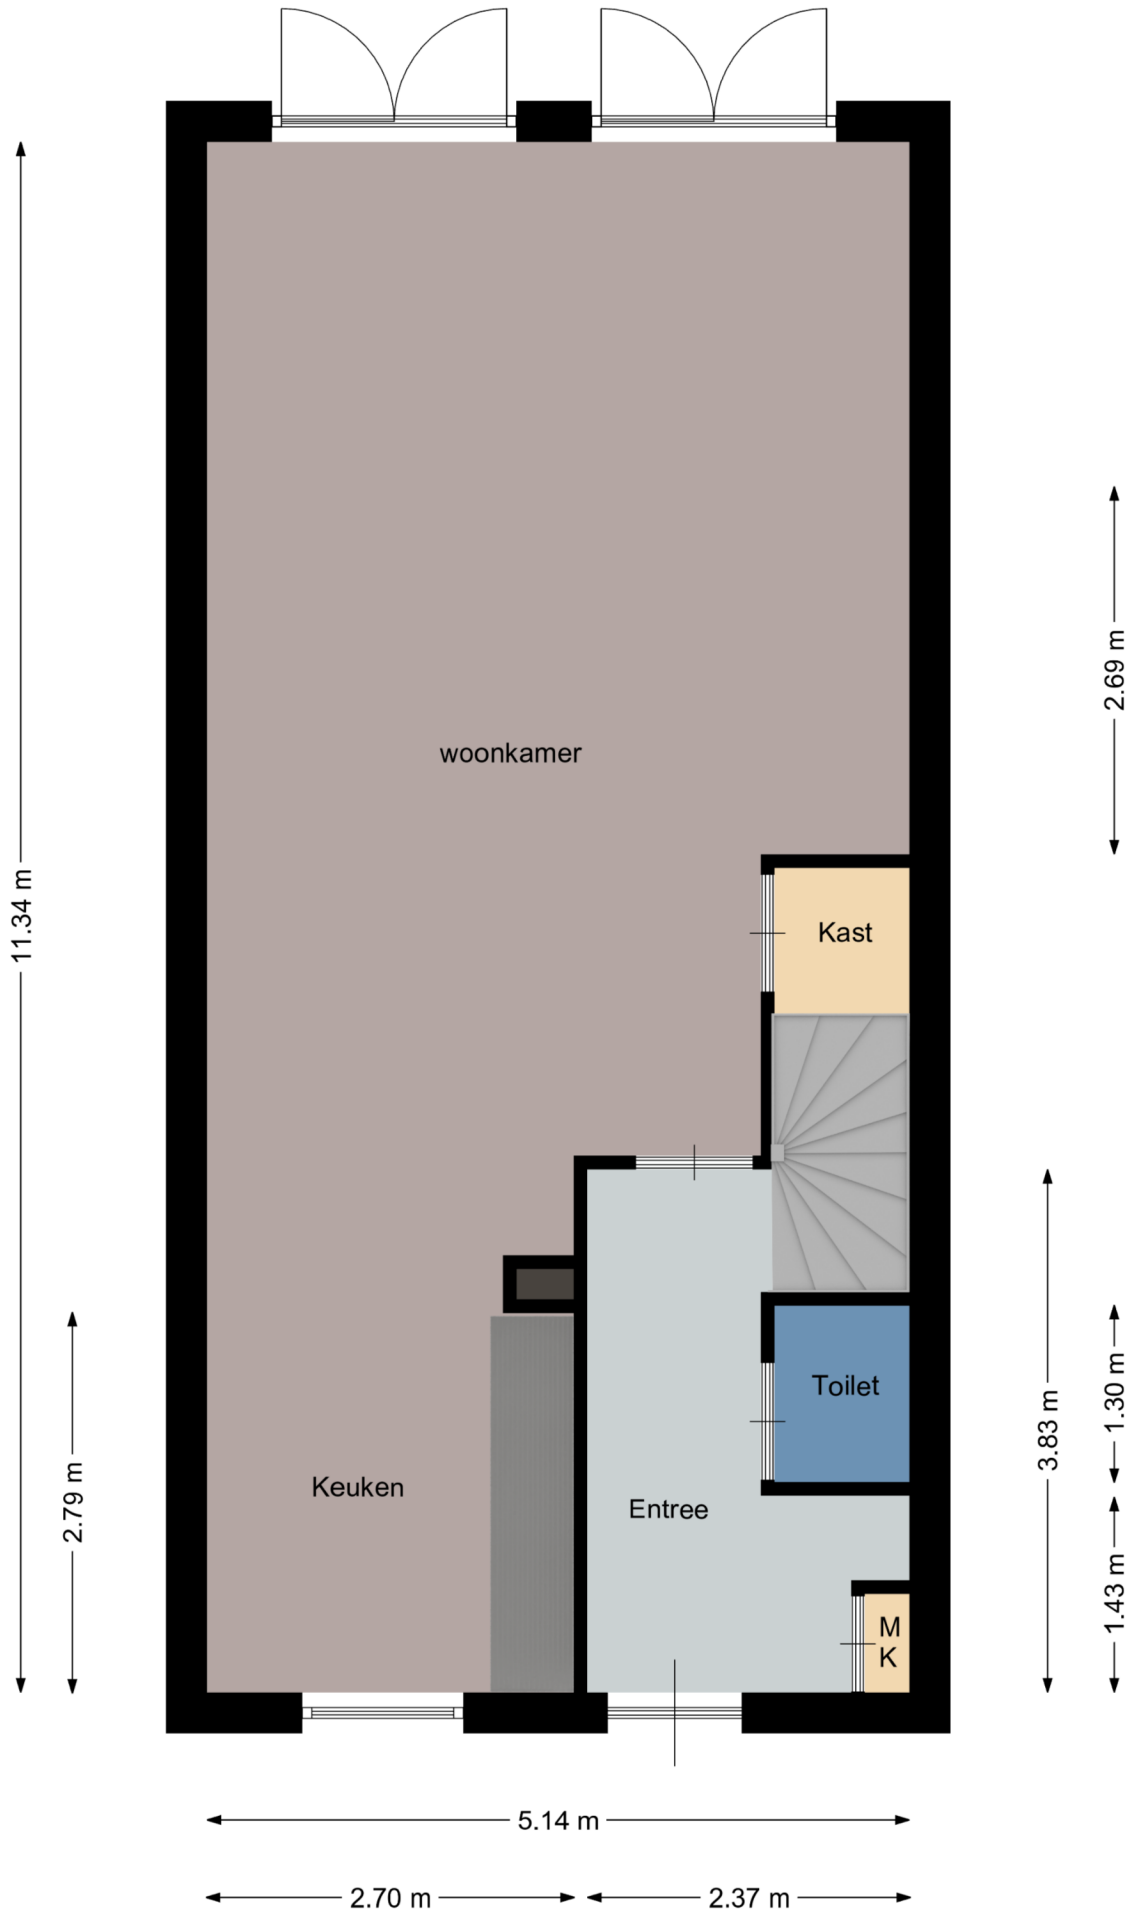 woonkamer
2.69 m
11.34 m
Kast
Toilet
1.30 m
3.83 m
Keuken
2.79 m
Entree
1.43 m
M
K
5.14 m
2.70 m
2.37 m